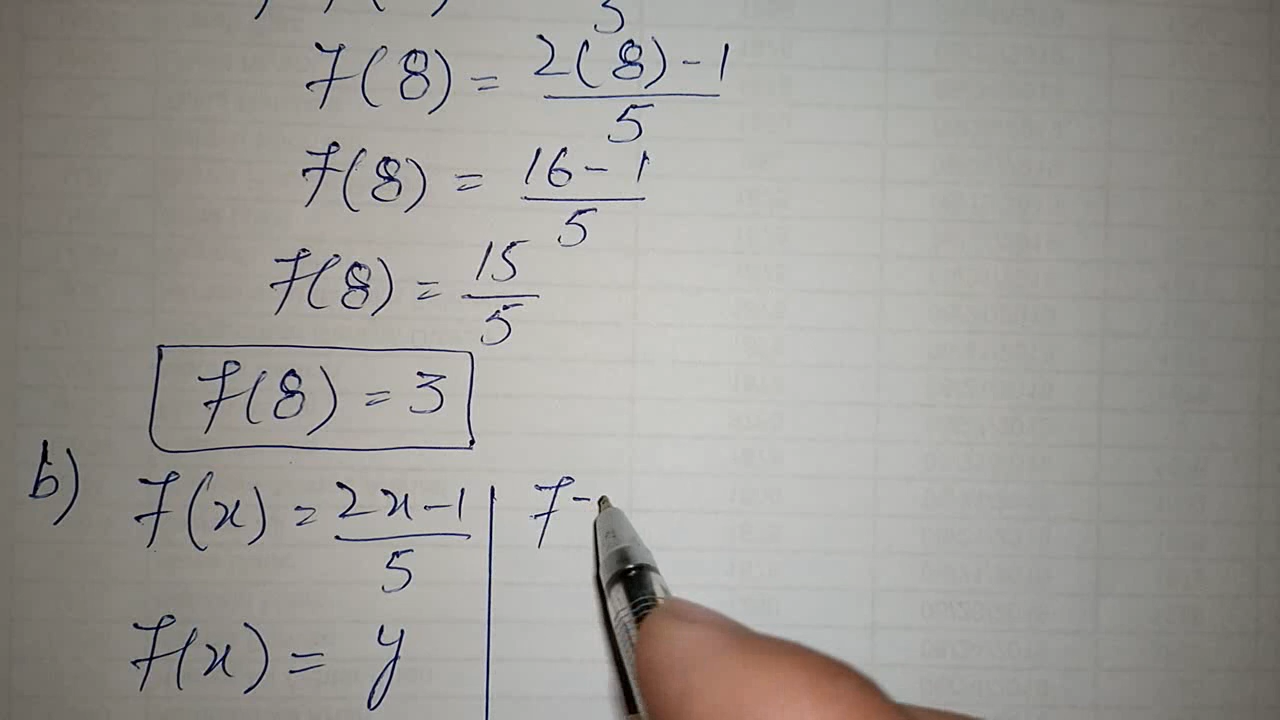 F(8) = 2(8) - 1 / 5
F(8) = 16 - 1 / 5
F(8) = 15 / 5
F(8) = 3
b) F(x) = 2x - 1 / 5 | F -
F(x) = y